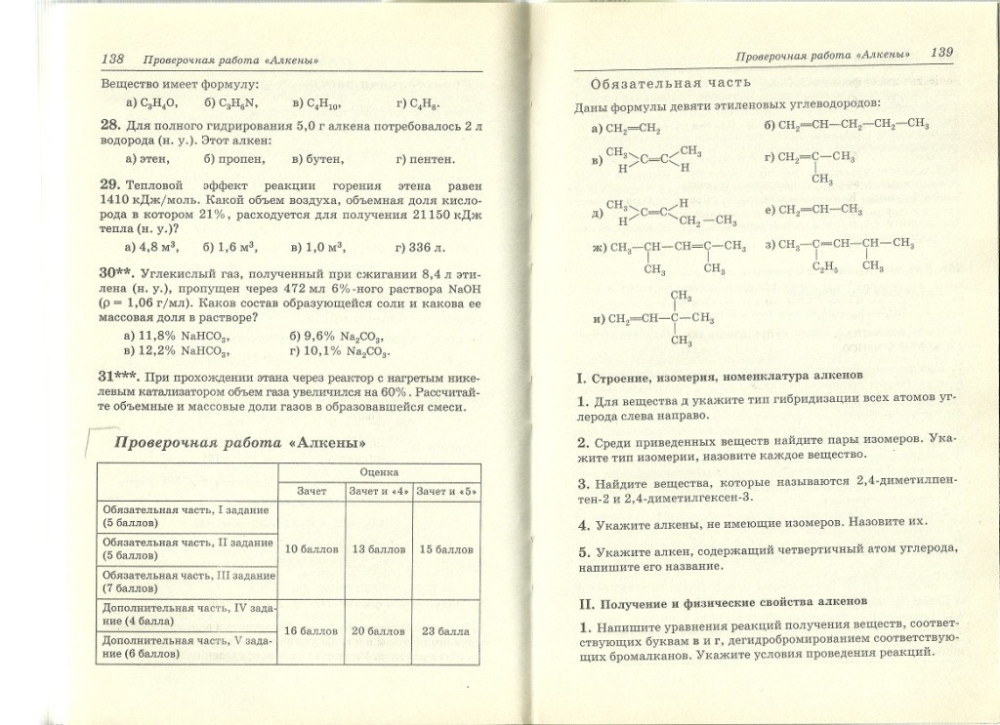 138 Проверочная работа «Алкены»
Вещество имеет формулу:
а) C₃H₄O, б) C₃H₆N, в) C₄H₁₀, г) C₄H₈.
28. Для полного гидрирования 5,0 г алкена потребовалось 2 л
водорода (н. у.). Этот алкен:
а) этен, б) пропен, в) бутен, г) пентен.
29. Тепловой эффект реакции горения этена равен
1410 кДж/моль. Какой объем воздуха, объемная доля кисло-
рода в котором 21%, расходуется для получения 21150 кДж
тепла (н. у.)?
а) 4,8 м³, б) 1,6 м³, в) 1,0 м³, г) 336 л.
30**. Углекислый газ, полученный при сжигании 8,4 л эти-
лена (н. у.), пропущен через 472 мл 6%-ного раствора NaOH
(ρ = 1,06 г/мл). Каков состав образующейся соли и какова ее
массовая доля в растворе?
а) 11,8% NaHCO₃, б) 9,6% Na₂CO₃,
в) 12,2% NaHCO₃, г) 10,1% Na₂CO₃.
31***. При прохождении этана через реактор с нагретым нике-
левым катализатором объем газа увеличился на 60%. Рассчитай-
те объемные и массовые доли газов в образовавшейся смеси.
Проверочная работа «Алкены»
Оценка
Зачет Зачет и «4» Зачет и «5»
Обязательная часть, I задание
(5 баллов)
Обязательная часть, II задание
(5 баллов)
10 баллов 13 баллов 15 баллов
Обязательная часть, III задание
(7 баллов)
Дополнительная часть, IV зада-
ние (4 балла)
16 баллов 20 баллов 23 балла
Дополнительная часть, V зада-
ние (6 баллов)
Проверочная работа «Алкены» 139
Обязательная часть
Даны формулы девяти этиленовых углеводородов:
а) CH₂=CH₂ б) CH₂=CH—CH₂—CH₂—CH₃
CH₃ CH₃
в) C=C г) CH₂=C—CH₃
H H
CH₃
CH₃ H
д) C=C е) CH₂=CH—CH₃
H CH₂—CH₃
ж) CH₃—CH—CH=C—CH₃ з) CH₃—C=CH—CH—CH₃
CH₃ CH₃ C₂H₅ CH₃
CH₃
и) CH₂=CH—C—CH₃
CH₃
I. Строение, изомерия, номенклатура алкенов
1. Для вещества д укажите тип гибридизации всех атомов уг-
лерода слева направо.
2. Среди приведенных веществ найдите пары изомеров. Ука-
жите тип изомерии, назовите каждое вещество.
3. Найдите вещества, которые называются 2,4-диметилпен-
тен-2 и 2,4-диметилгексен-3.
4. Укажите алкены, не имеющие изомеров. Назовите их.
5. Укажите алкен, содержащий четвертичный атом углерода,
напишите его название.
II. Получение и физические свойства алкенов
1. Напишите уравнения реакций получения веществ, соответ-
ствующих буквам в и г, дегидробромированием соответствую-
щих бромалканов. Укажите условия проведения реакций.